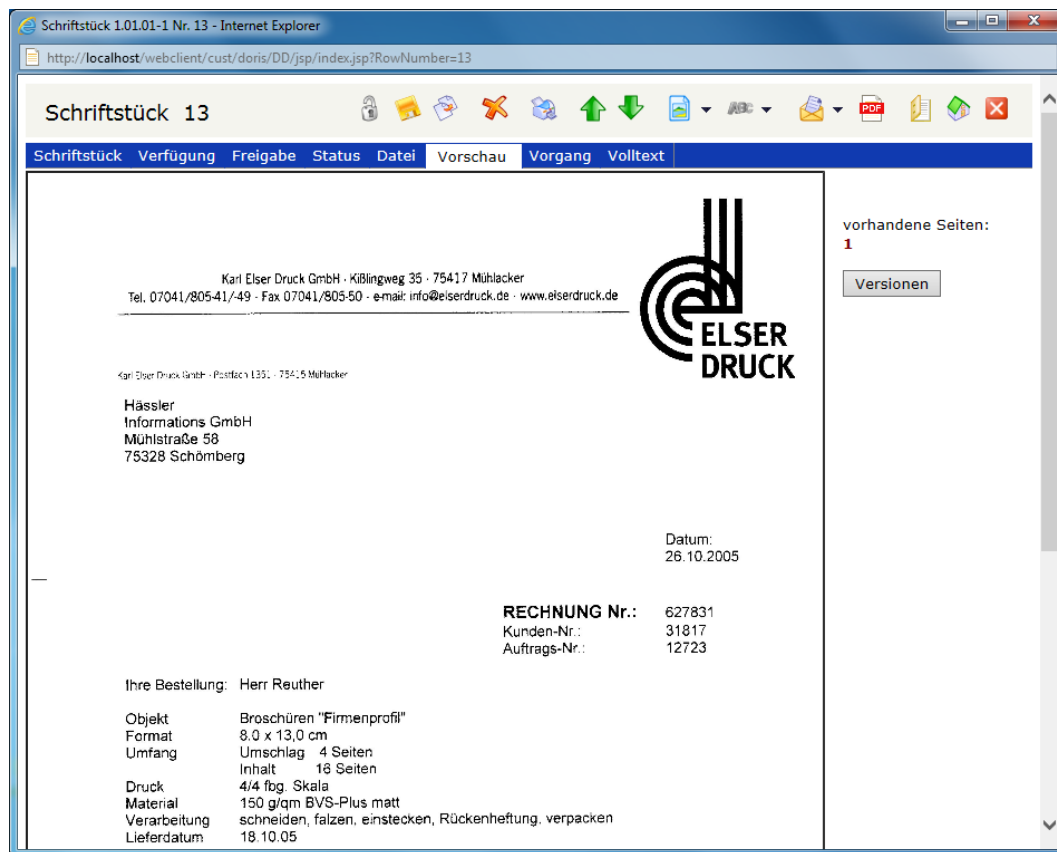 Schriftstück 1.01.01-1 Nr. 13 - Internet Explorer
http://localhost/webclient/cust/doris/DD/jsp/index.jsp?RowNumber=13
Schriftstück 13
ABC
PDF
Schriftstück Verfügung Freigabe Status Datei Vorschau Vorgang Volltext
vorhandene Seiten:
1
Versionen
Karl Elser Druck GmbH · Kißlingweg 35 · 75417 Mühlacker
Tel. 07041/805-41/-49 · Fax 07041/805-50 · e-mail: info@elserdruck.de · www.elserdruck.de
ELSER
DRUCK
Karl Elser Druck GmbH · Postfach 1351 · 75415 Mühlacker
Hässler
Informations GmbH
Mühlstraße 58
75328 Schömberg
Datum:
26.10.2005
RECHNUNG Nr.: 627831
Kunden-Nr.: 31817
Auftrags-Nr.: 12723
Ihre Bestellung: Herr Reuther
Objekt Broschüren "Firmenprofil"
Format 8.0 x 13,0 cm
Umfang Umschlag 4 Seiten
Inhalt 16 Seiten
Druck 4/4 fbg. Skala
Material 150 g/qm BVS-Plus matt
Verarbeitung schneiden, falzen, einstecken, Rückenheftung, verpacken
Lieferdatum 18.10.05